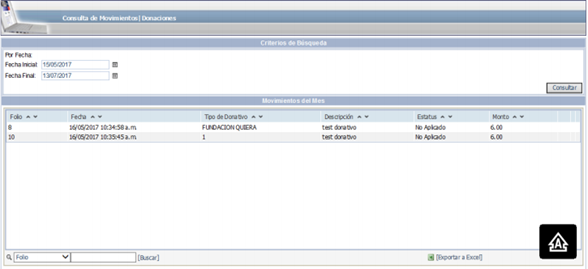 Consulta de Movimientos| Donaciones
Criterios de Búsqueda
Por Fecha:
Fecha Inicial: 15/05/2017
Fecha Final: 13/07/2017
Consultar
Movimientos del Mes
Folio Fecha Tipo de Donativo Descripción Estatus Monto
8 16/05/2017 10:34:58 a.m. FUNDACION QUIERA test donativo No Aplicado 6.00
10 16/05/2017 10:35:45 a.m. 1 test donativo No Aplicado 6.00
Folio [Buscar] [Exportar a Excel]